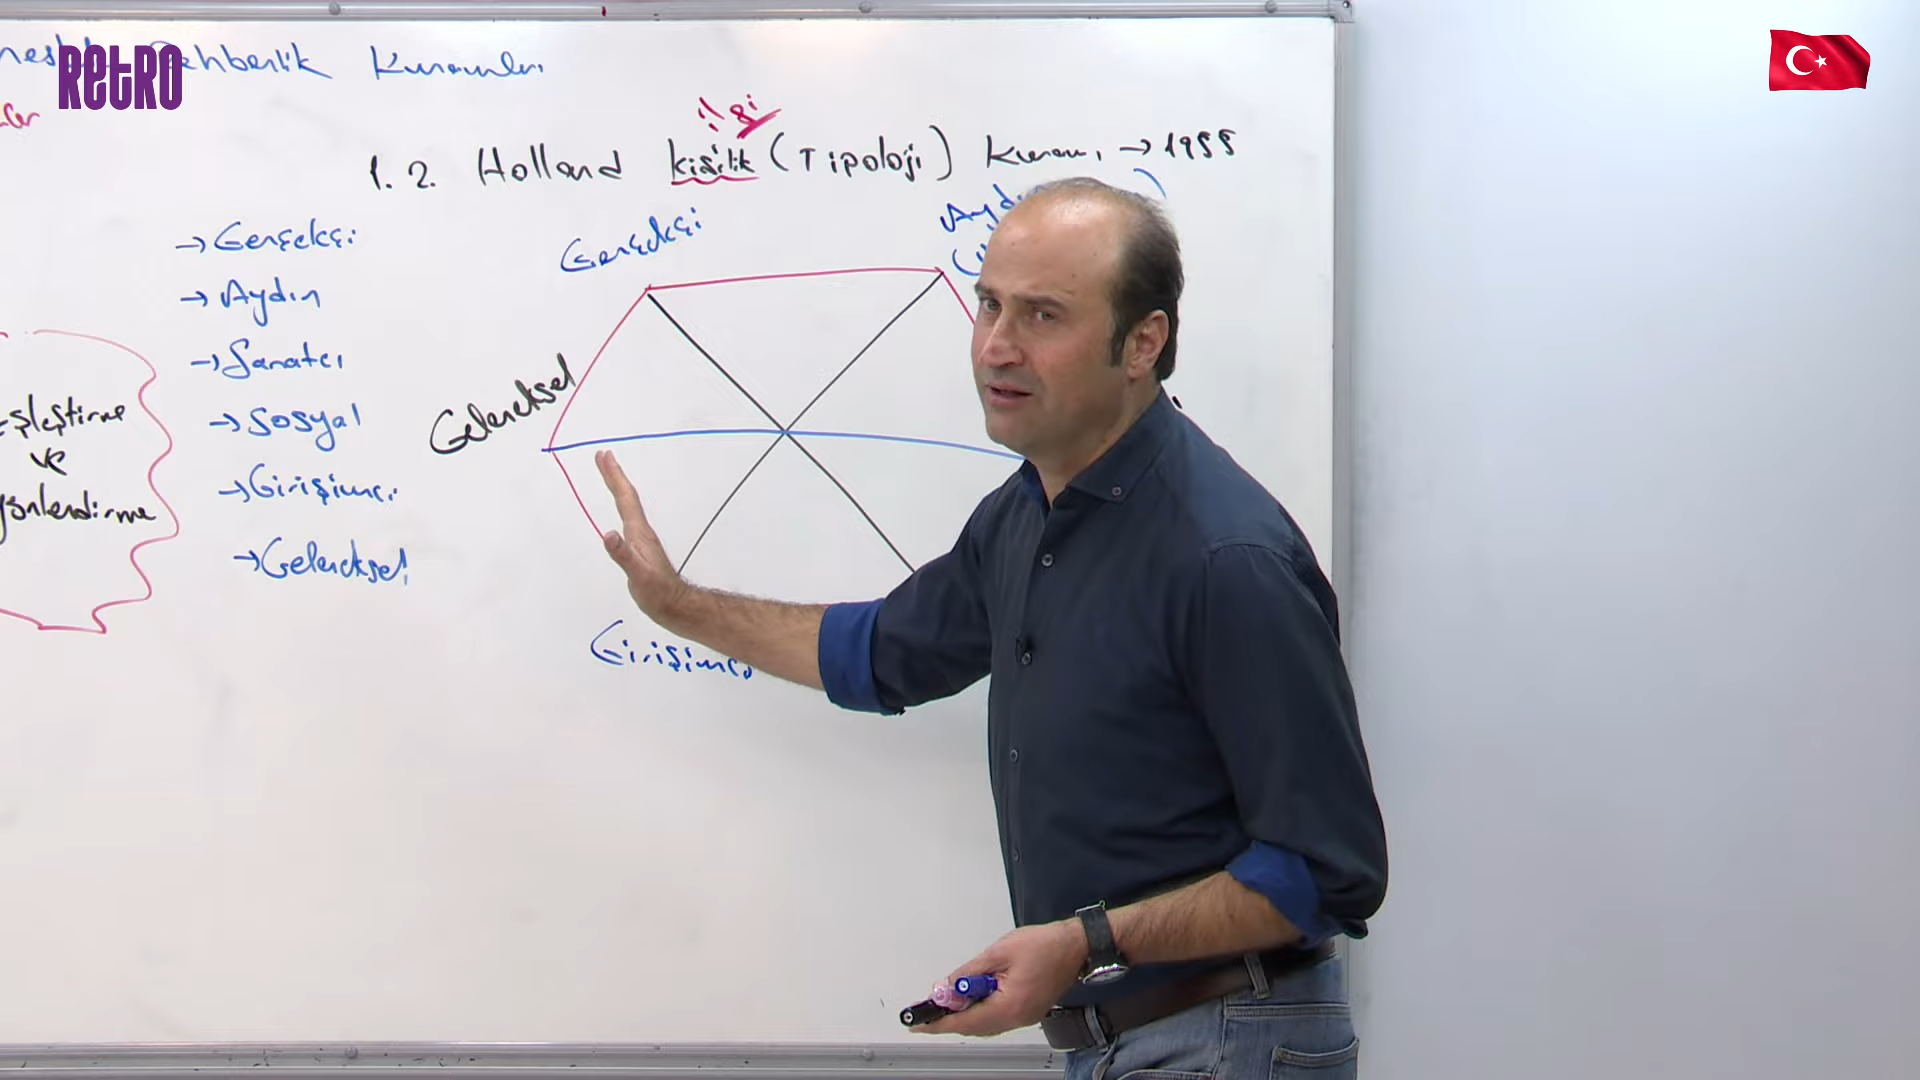 RETRO
Rehberlik Kuramları
ilgi
1.2. Holland kişilik (Tipoloji) Kuramı → 1959
→ Gerçekçi
→ Aydın
→ Sanatçı
→ Sosyal
→ Girişimci
→ Geleneksel
Eşleştirme
ve
yönlendirme
Gerçekçi
Geleneksel
Girişimci